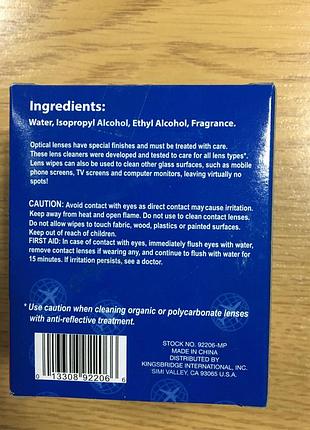 Ingredients:
Water, Isopropyl Alcohol, Ethyl Alcohol, Fragrance.
Optical lenses have special finishes and must be treated with care.
These lens cleaners were developed and tested to care for all lens types*.
Lens wipes can also be used to clean other glass surfaces, such as mobile
phone screens, TV screens and computer monitors, leaving virtually no
spots!
CAUTION: Avoid contact with eyes as direct contact may cause irritation.
Keep away from heat and open flame. Do not use to clean contact lenses.
Do not allow wipes to touch fabric, wood, plastics or painted surfaces.
Keep out of reach of children.
FIRST AID: In case of contact with eyes, immediately flush eyes with water,
remove contact lenses if wearing any, and continue to flush with water for
15 minutes. If irritation persists, see a doctor.
* Use caution when cleaning organic or polycarbonate lenses
with anti-reflective treatment.
STOCK NO. 92206-MP
MADE IN CHINA
DISTRIBUTED BY
KINGSBRIDGE INTERNATIONAL, INC.
SIMI VALLEY, CA 93065 U.S.A.
0 13308 92206 6